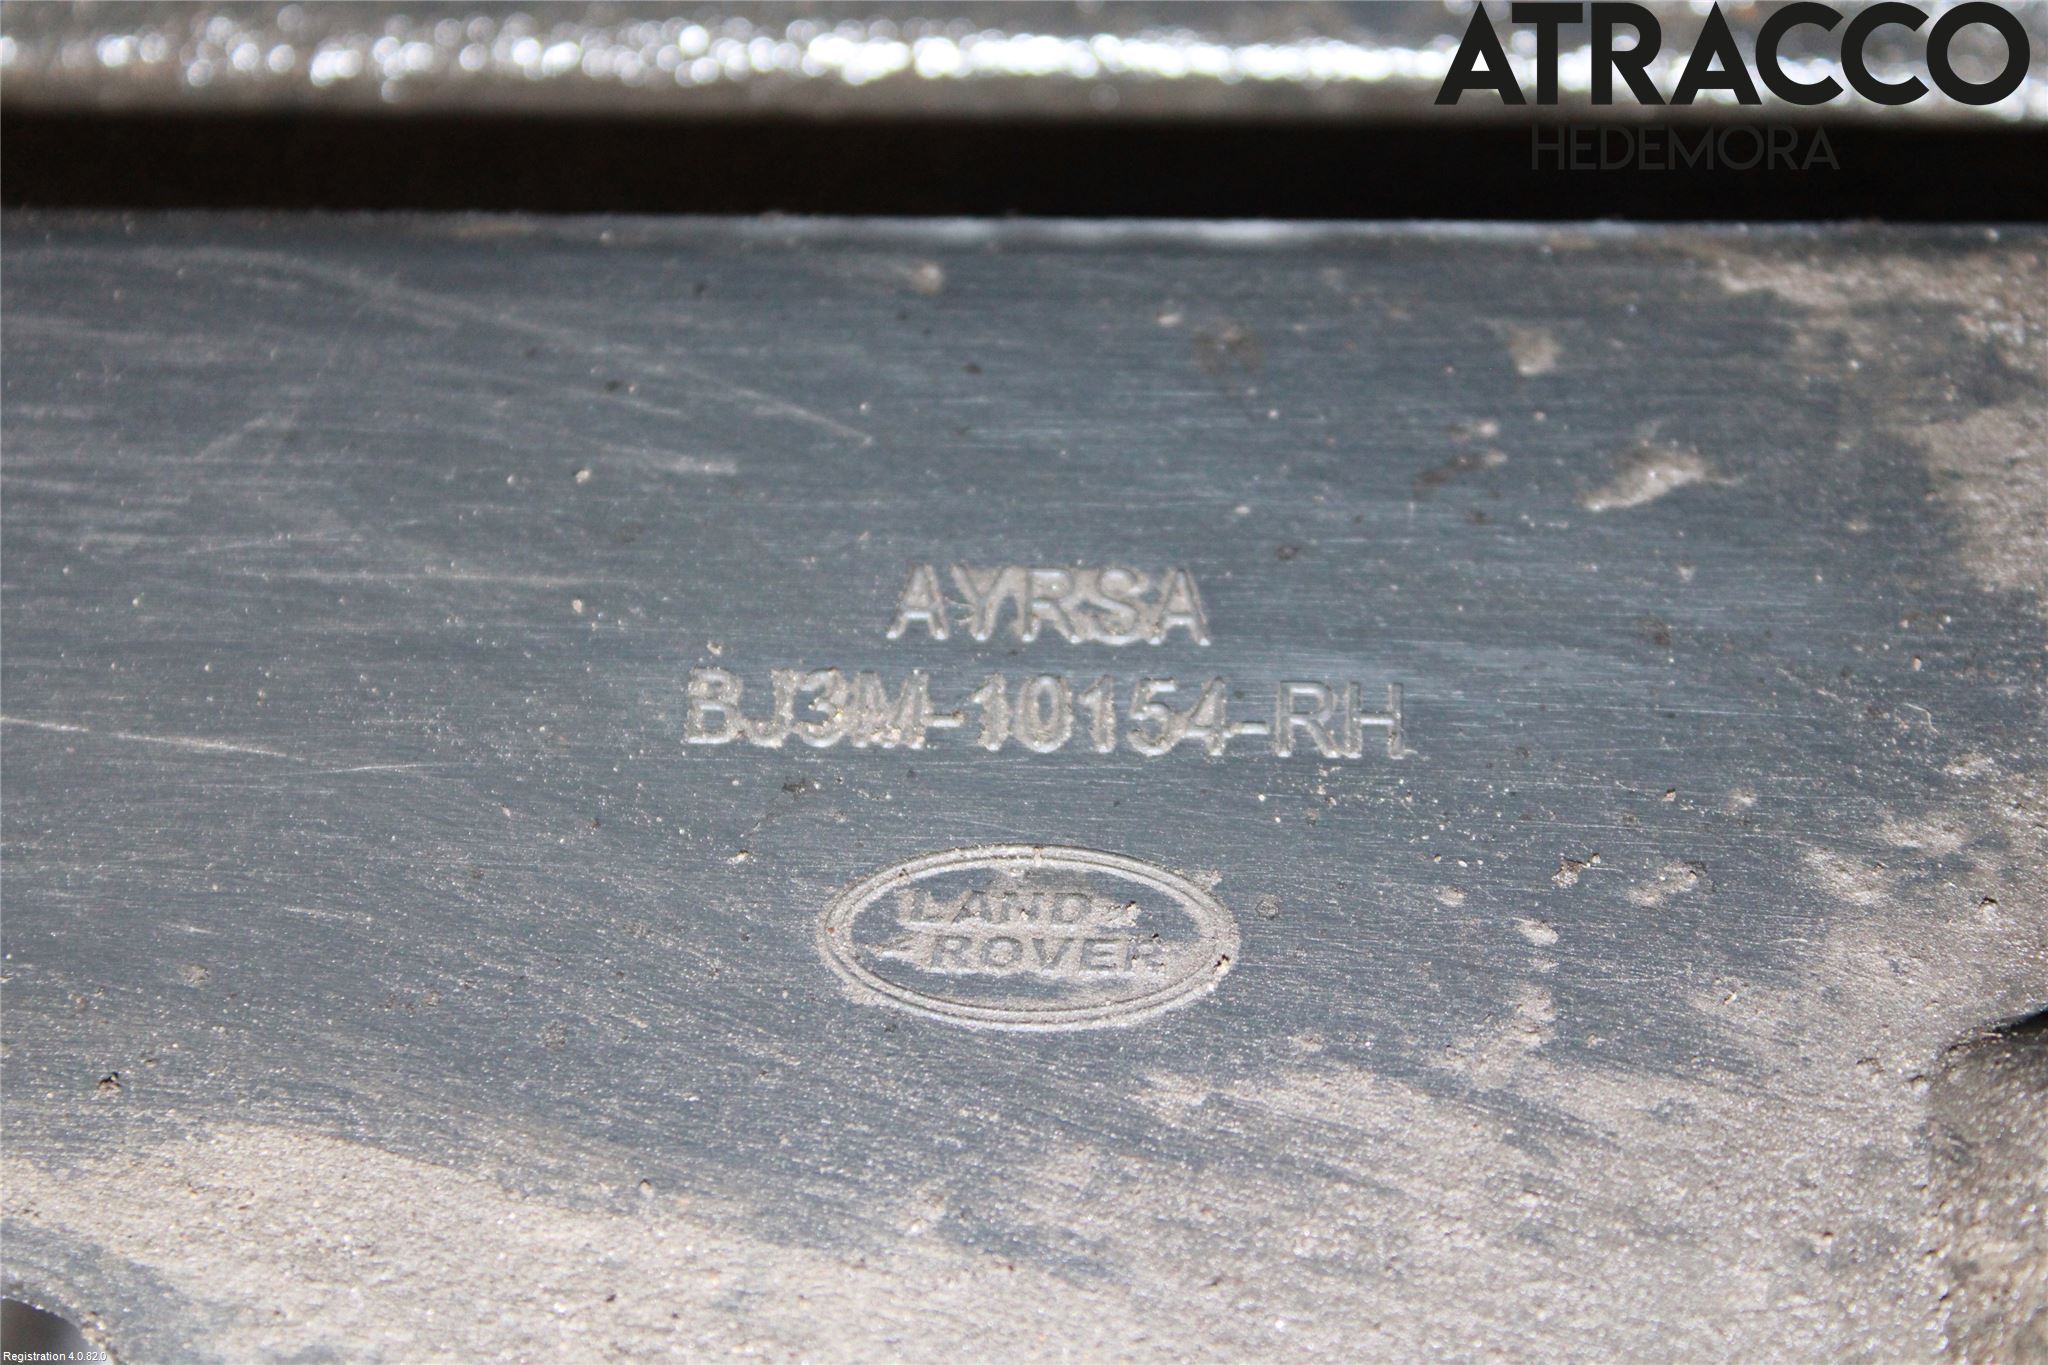 ATRACCO
HEDEMORA
AYRSA
BJ3M-10154-RH
LAND
ROVER
Registration 4.0.82.0